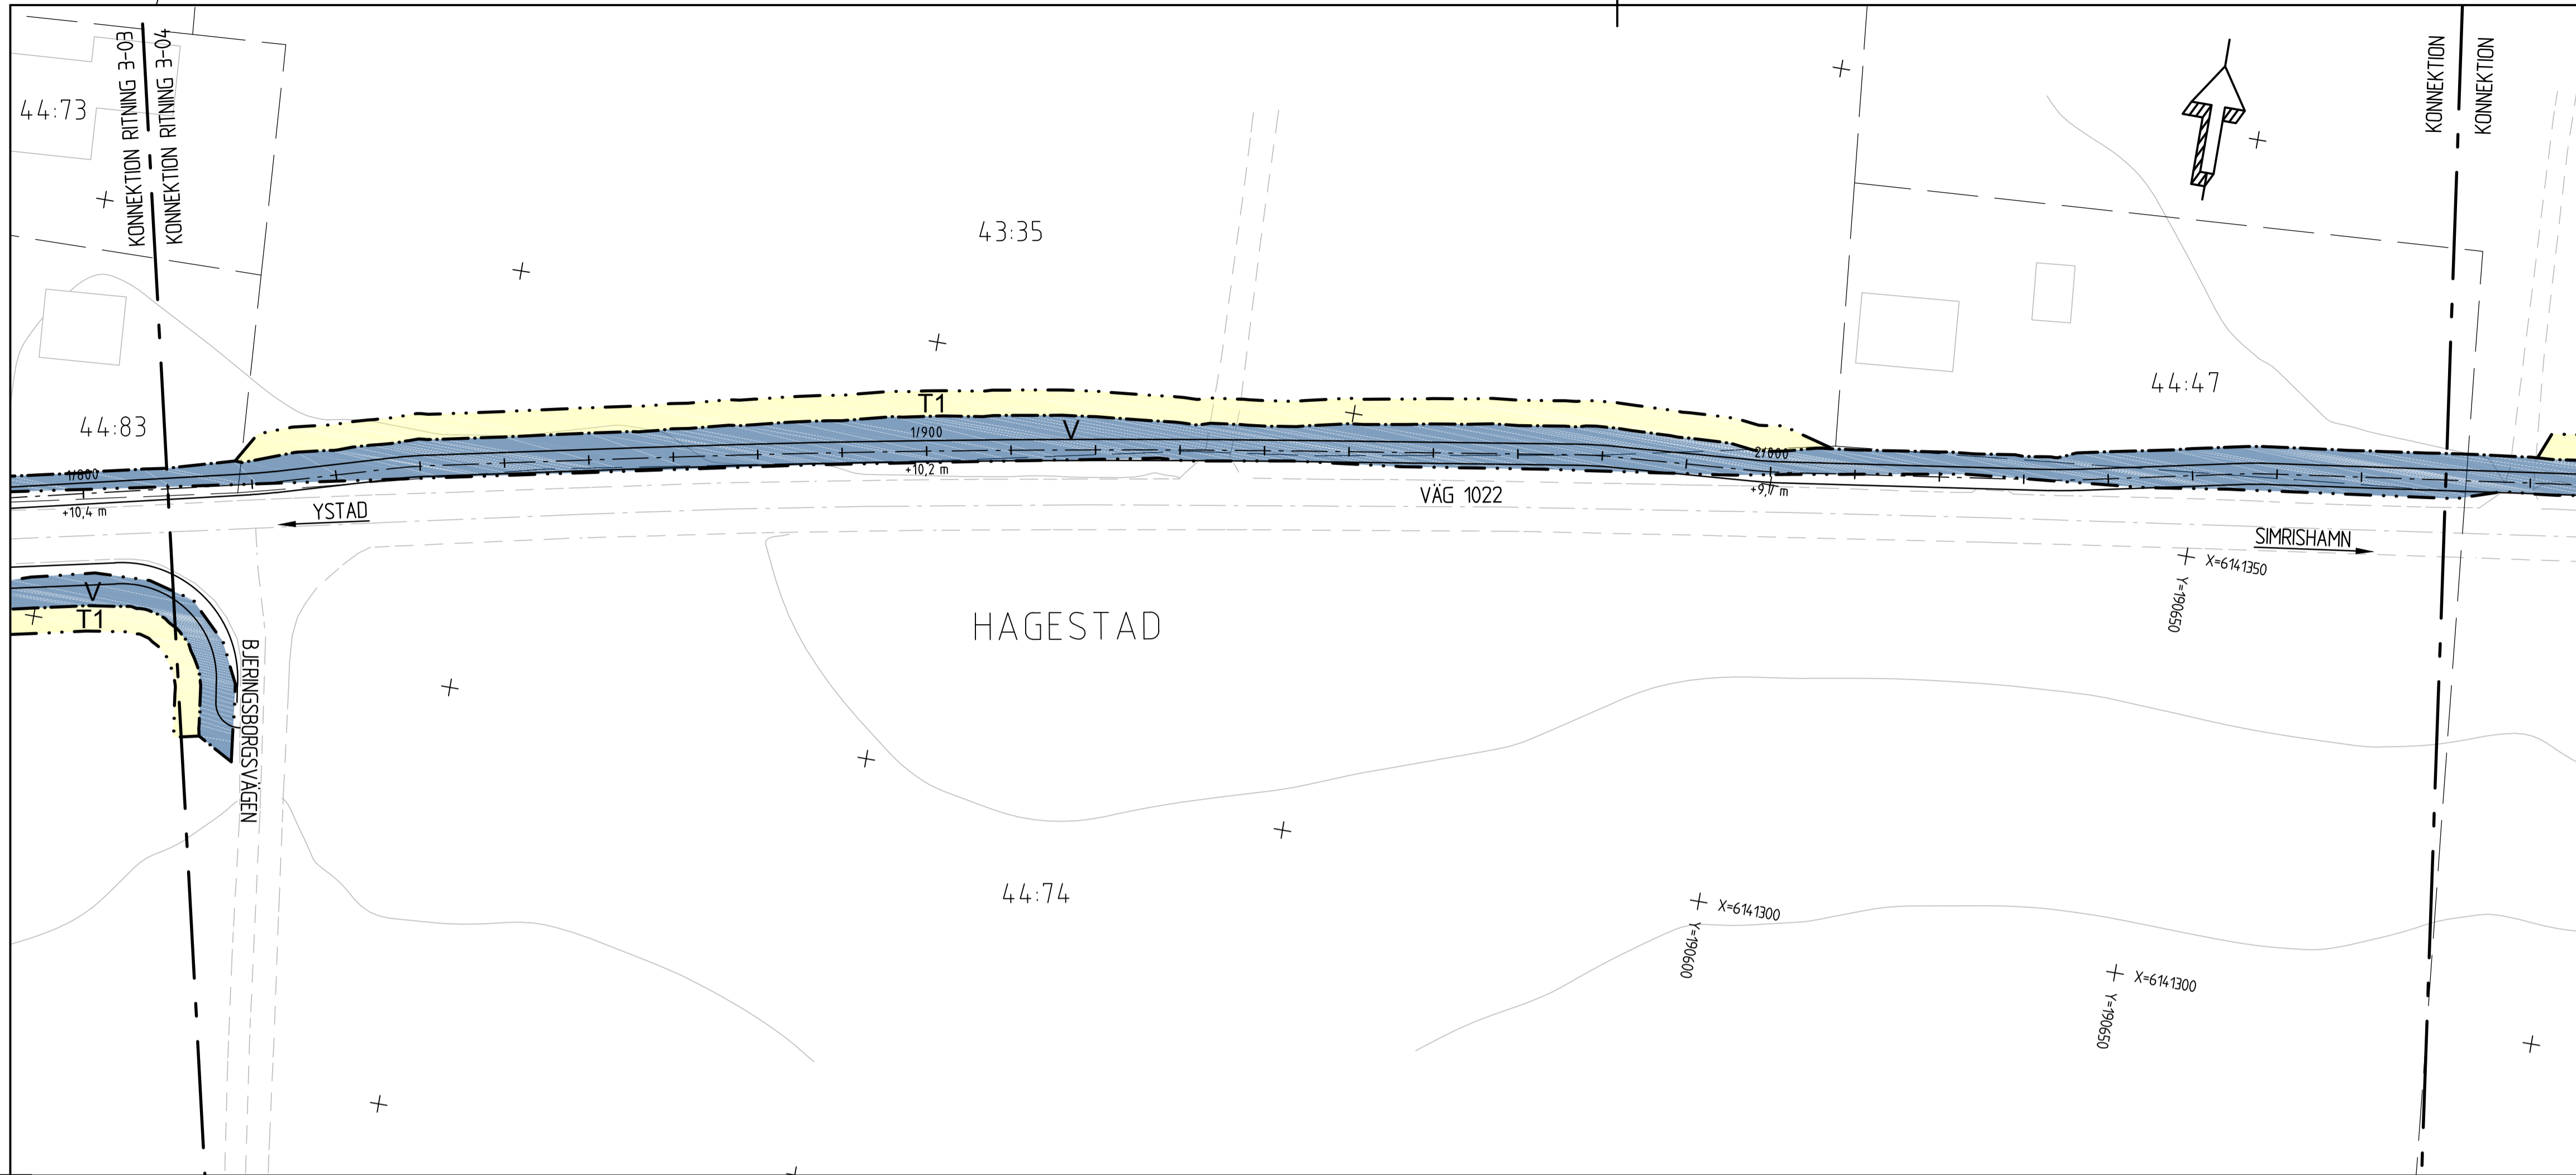 KONNEKTION RITNING 3-03
KONNEKTION RITNING 3-04
KONNEKTION
KONNEKTION
44:73
43:35
44:47
44:83
T1
V
1/800
1/900
2/000
+10,4 m
+10,2 m
+9,7 m
YSTAD
VÄG 1022
SIMRISHAMN
X=6141350
Y=190650
V
T1
HAGESTAD
BJERINGSBORGSVÄGEN
44:74
X=6141300
Y=190600
X=6141300
Y=190650